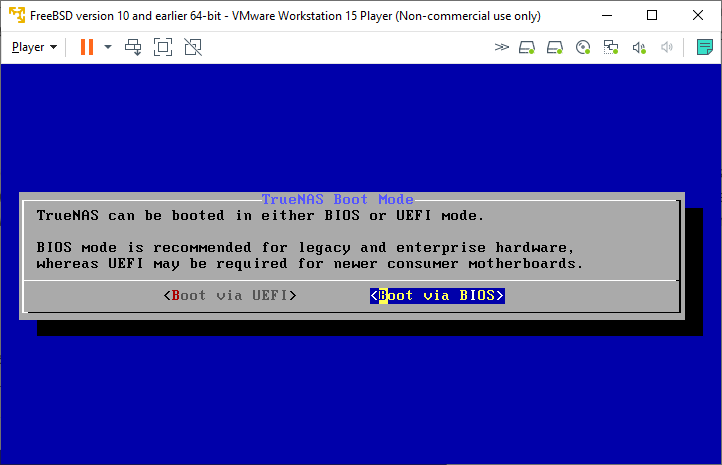 FreeBSD version 10 and earlier 64-bit - VMware Workstation 15 Player (Non-commercial use only)
Player
TrueNAS Boot Mode
TrueNAS can be booted in either BIOS or UEFI mode.
BIOS mode is recommended for legacy and enterprise hardware,
whereas UEFI may be required for newer consumer motherboards.
<Boot via UEFI> <Boot via BIOS>